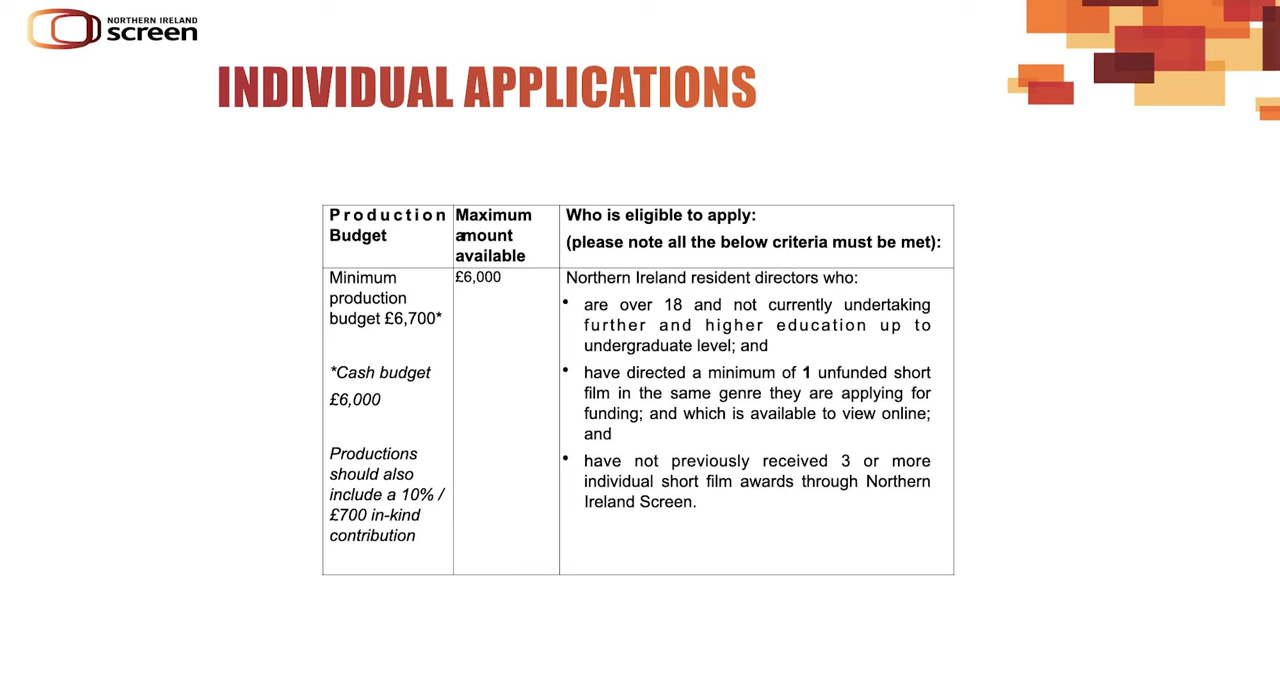 NORTHERN IRELAND
screen
INDIVIDUAL APPLICATIONS
Production
Budget
Maximum
amount
available
Who is eligible to apply:
(please note all the below criteria must be met):
Minimum
production
budget £6,700*
*Cash budget
£6,000
Productions
should also
include a 10% /
£700 in-kind
contribution
£6,000
Northern Ireland resident directors who:
• are over 18 and not currently undertaking
further and higher education up to
undergraduate level; and
• have directed a minimum of 1 unfunded short
film in the same genre they are applying for
funding; and which is available to view online;
and
• have not previously received 3 or more
individual short film awards through Northern
Ireland Screen.